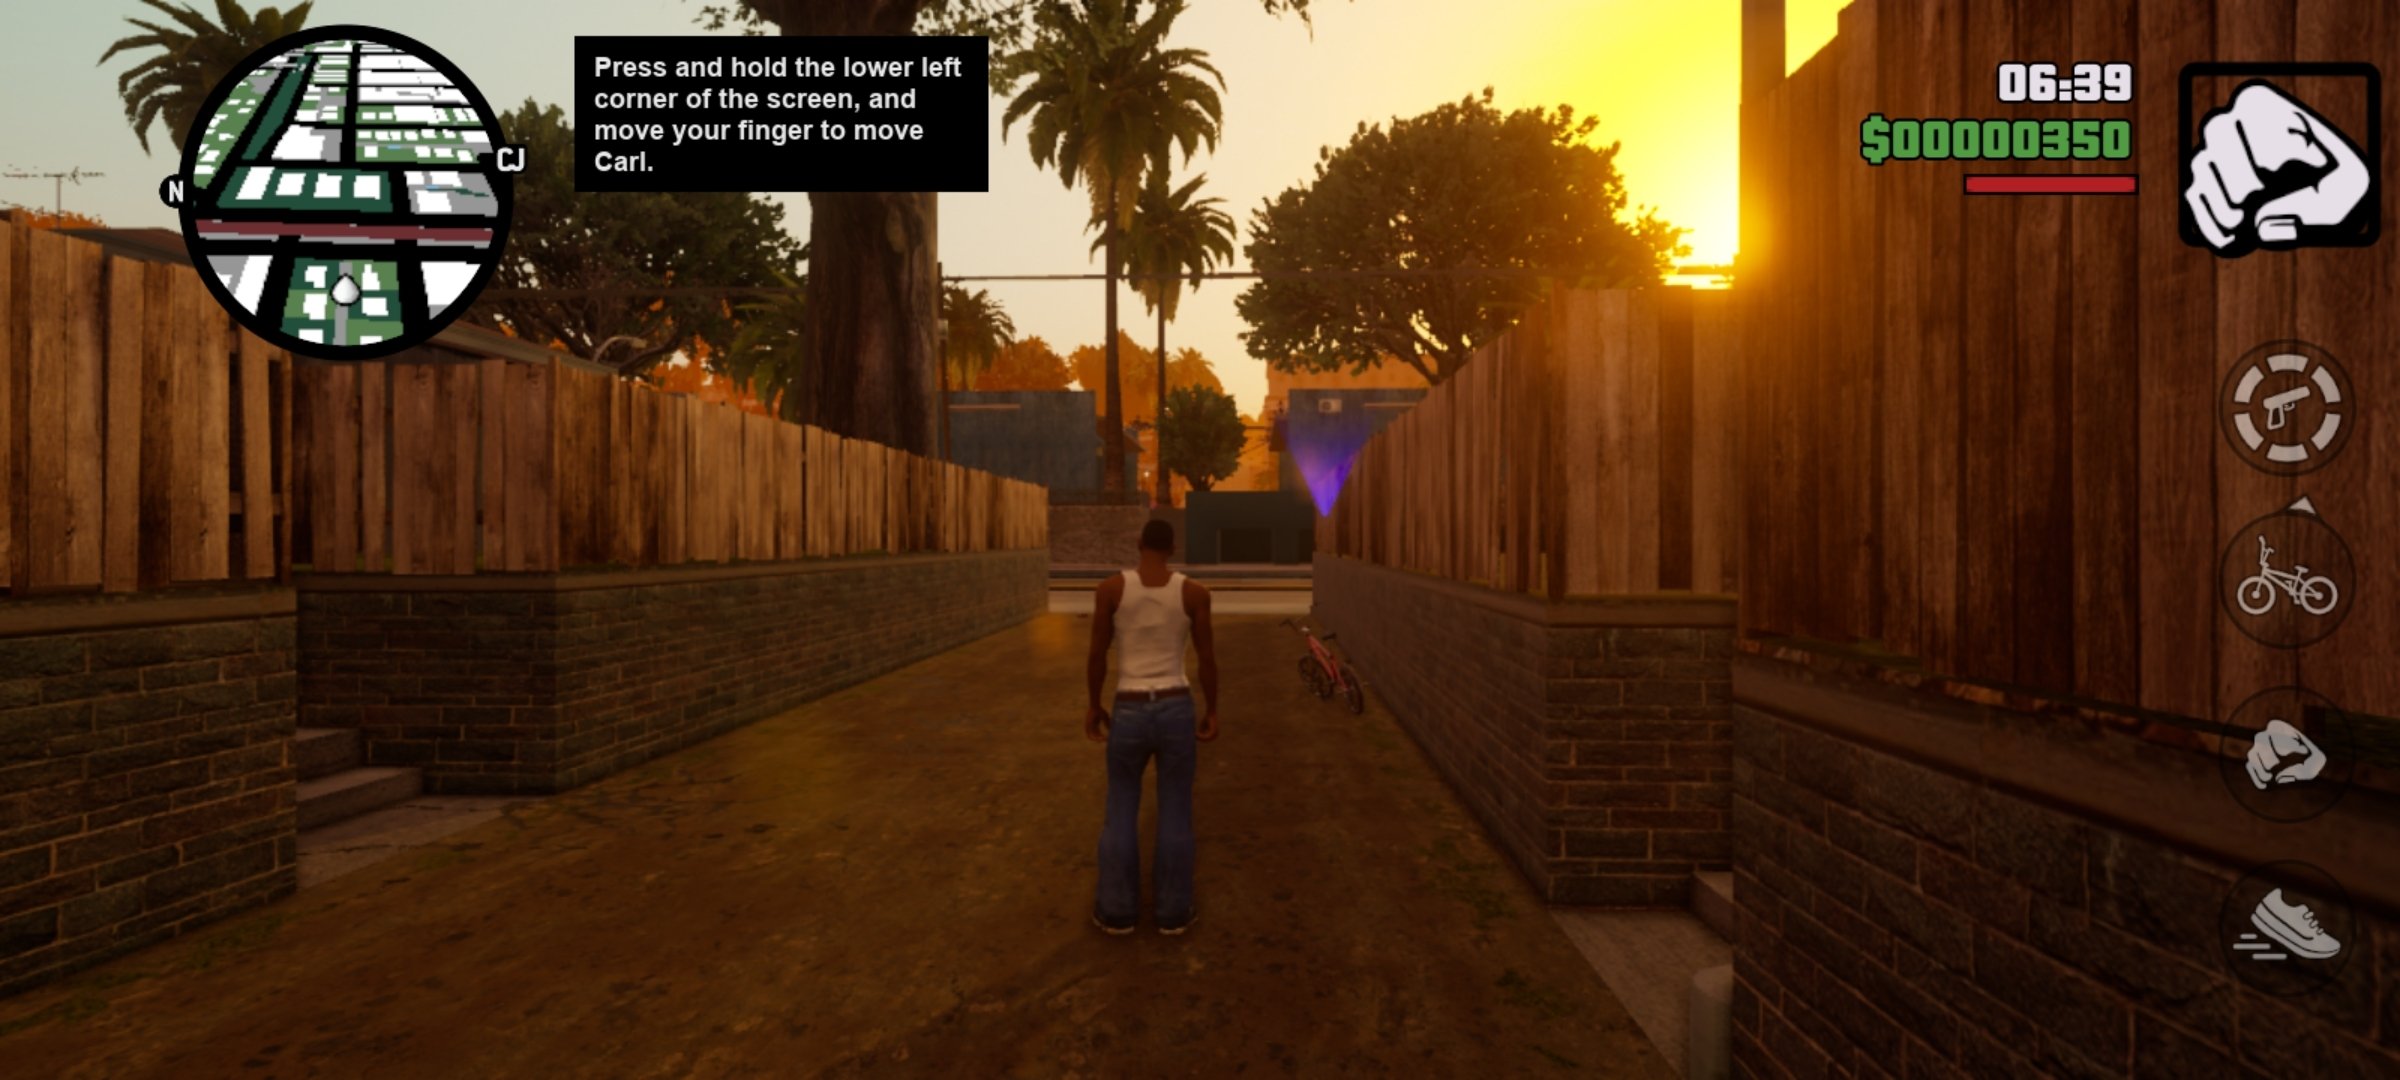 Press and hold the lower left
corner of the screen, and
move your finger to move
Carl.
CJ
N
06:39
$00000350